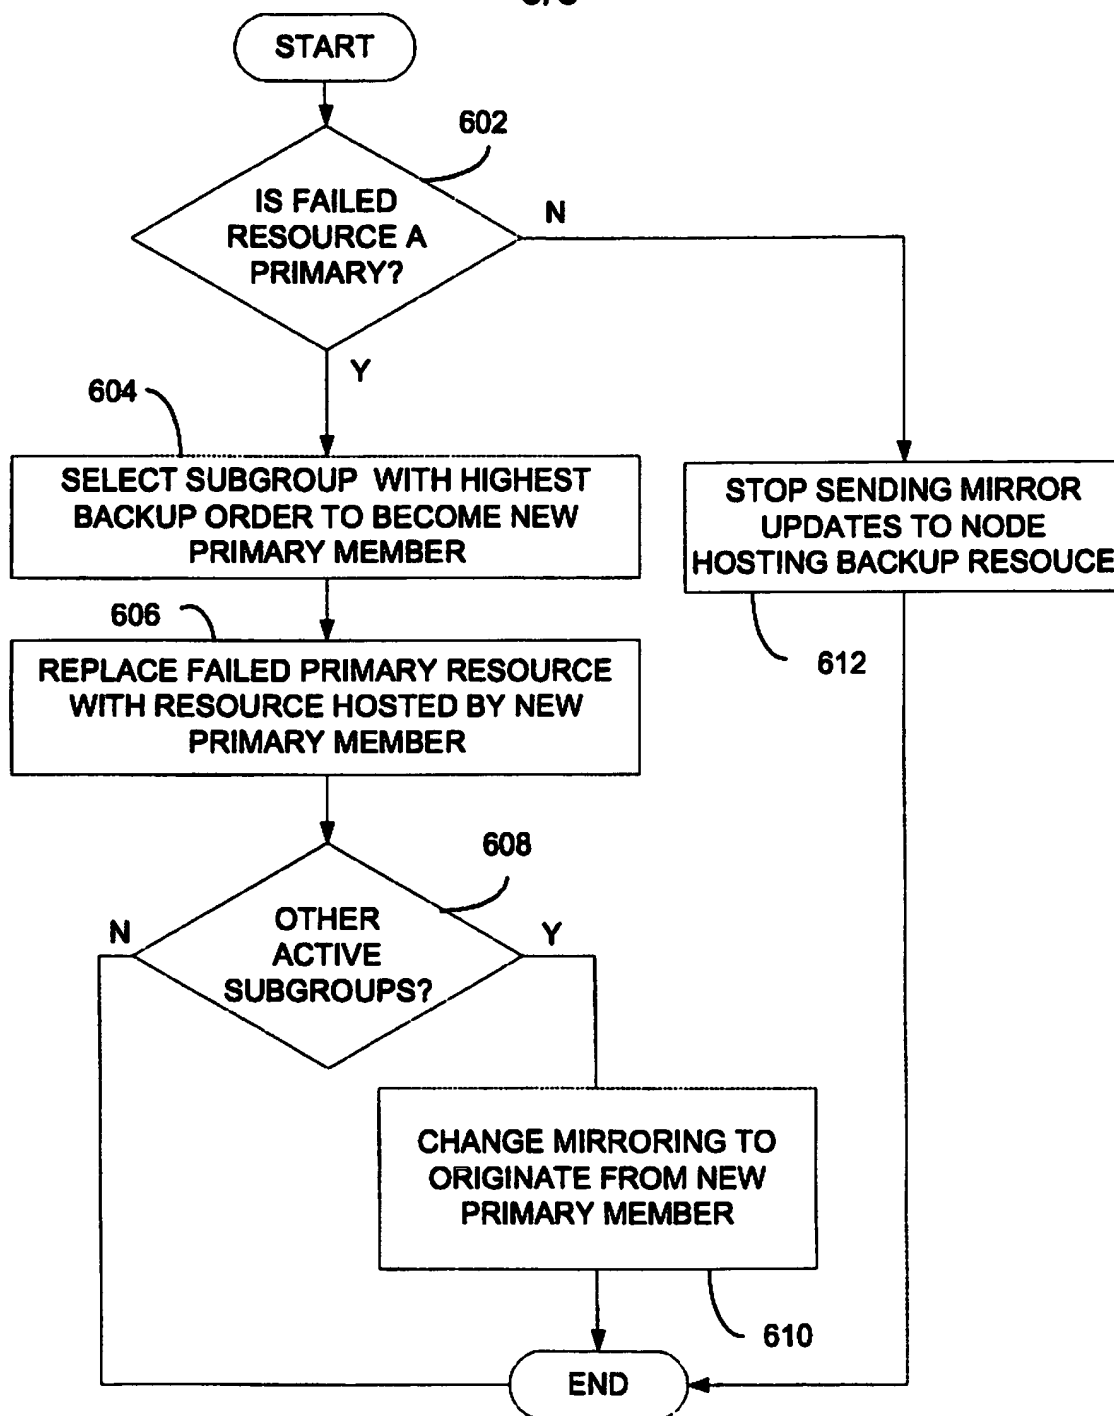 START
602
IS FAILED
RESOURCE A
PRIMARY?
N
Y
604
SELECT SUBGROUP WITH HIGHEST
BACKUP ORDER TO BECOME NEW
PRIMARY MEMBER
STOP SENDING MIRROR
UPDATES TO NODE
HOSTING BACKUP RESOUCE
606
612
REPLACE FAILED PRIMARY RESOURCE
WITH RESOURCE HOSTED BY NEW
PRIMARY MEMBER
608
OTHER
ACTIVE
SUBGROUPS?
N
Y
CHANGE MIRRORING TO
ORIGINATE FROM NEW
PRIMARY MEMBER
610
END